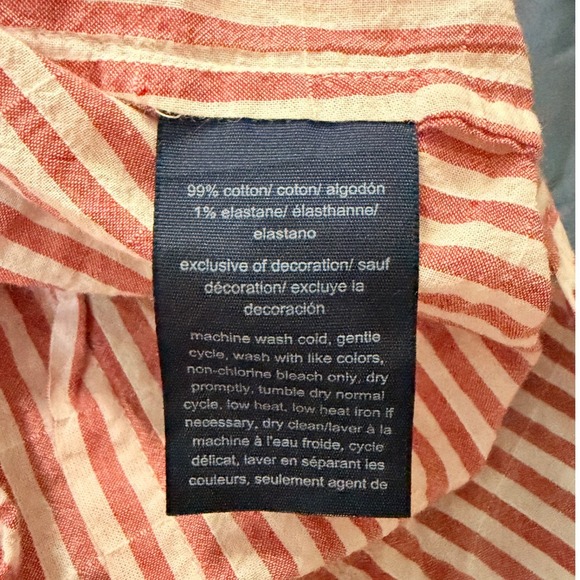 99% cotton/ coton/ algodón
1% elastane/ élasthanne/
elastano
exclusive of decoration/ sauf
décoration/ excluye la
decoración
machine wash cold, gentle
cycle, wash with like colors,
non-chlorine bleach only, dry
promptly, tumble dry normal
cycle, low heat, low heat iron if
necessary, dry clean/laver à la
machine à l'eau froide, cycle
délicat, laver en séparant les
couleurs, seulement agent de